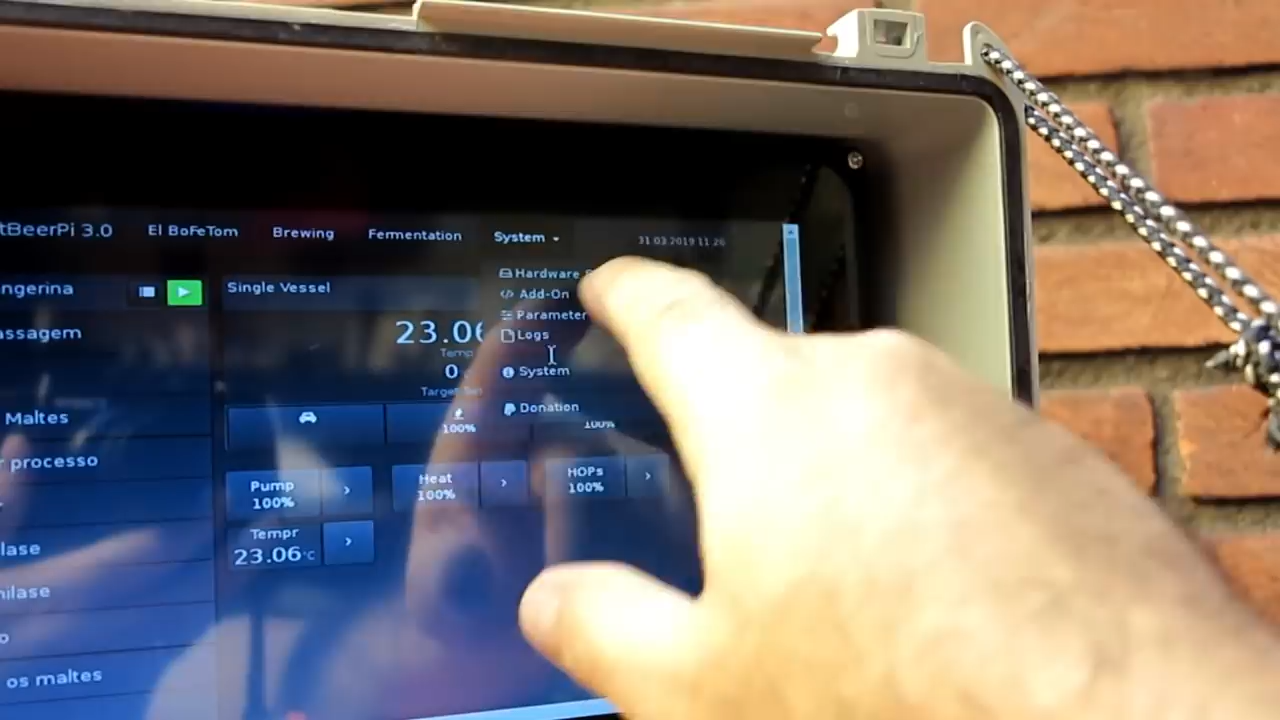 tBeerPi 3.0 El BoFeTom Brewing Fermentation System 31.03.2019 11:26
ngerina
Single Vessel
assagem
23.06
Temp
0
Target
100%
100%
Maltes
r processo
lase
nilase
o
os maltes
Pump
100%
Heat
100%
HOPs
100%
Tempr
23.06°C
Hardware
Add-On
Parameter
Logs
System
Donation